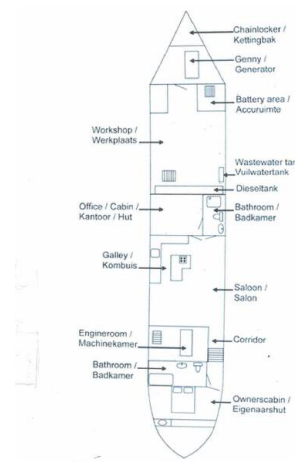 Chainlocker /
Kettingbak
Genny /
Generator
Battery area /
Accuruimte
Workshop /
Werkplaats
Wastewater tan
Vuilwatertank
Dieseltank
Office / Cabin /
Kantoor / Hut
Bathroom /
Badkamer
Galley /
Kombuis
Saloon /
Salon
Engineroom /
Machinekamer
Corridor
Bathroom /
Badkamer
Ownerscabin /
Eigenaarshut